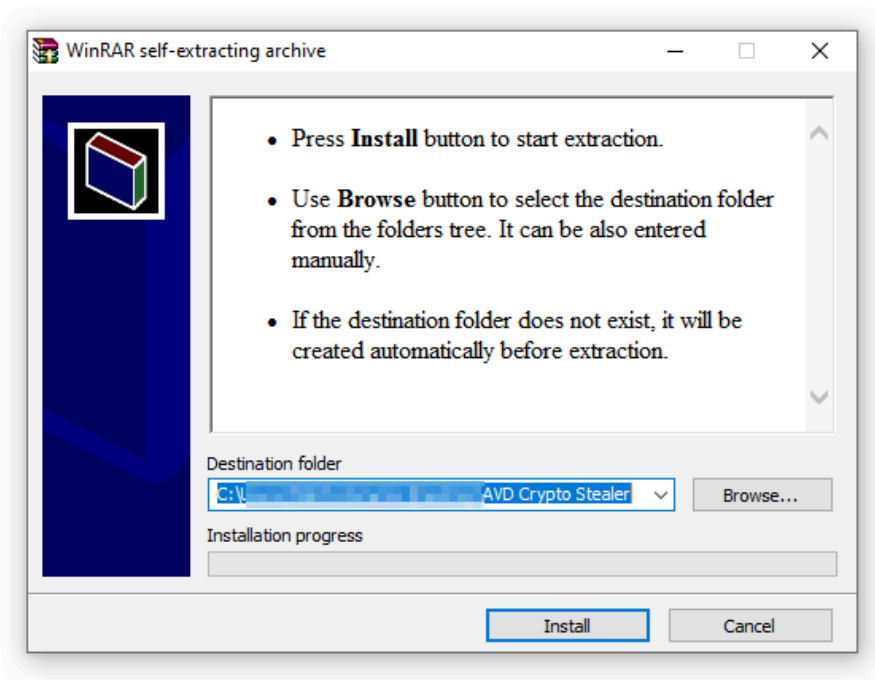 WinRAR self-extracting archive
• Press Install button to start extraction.
• Use Browse button to select the destination folder
from the folders tree. It can be also entered
manually.
• If the destination folder does not exist, it will be
created automatically before extraction.
Destination folder
C:\ AVD Crypto Stealer
Browse...
Installation progress
Install
Cancel